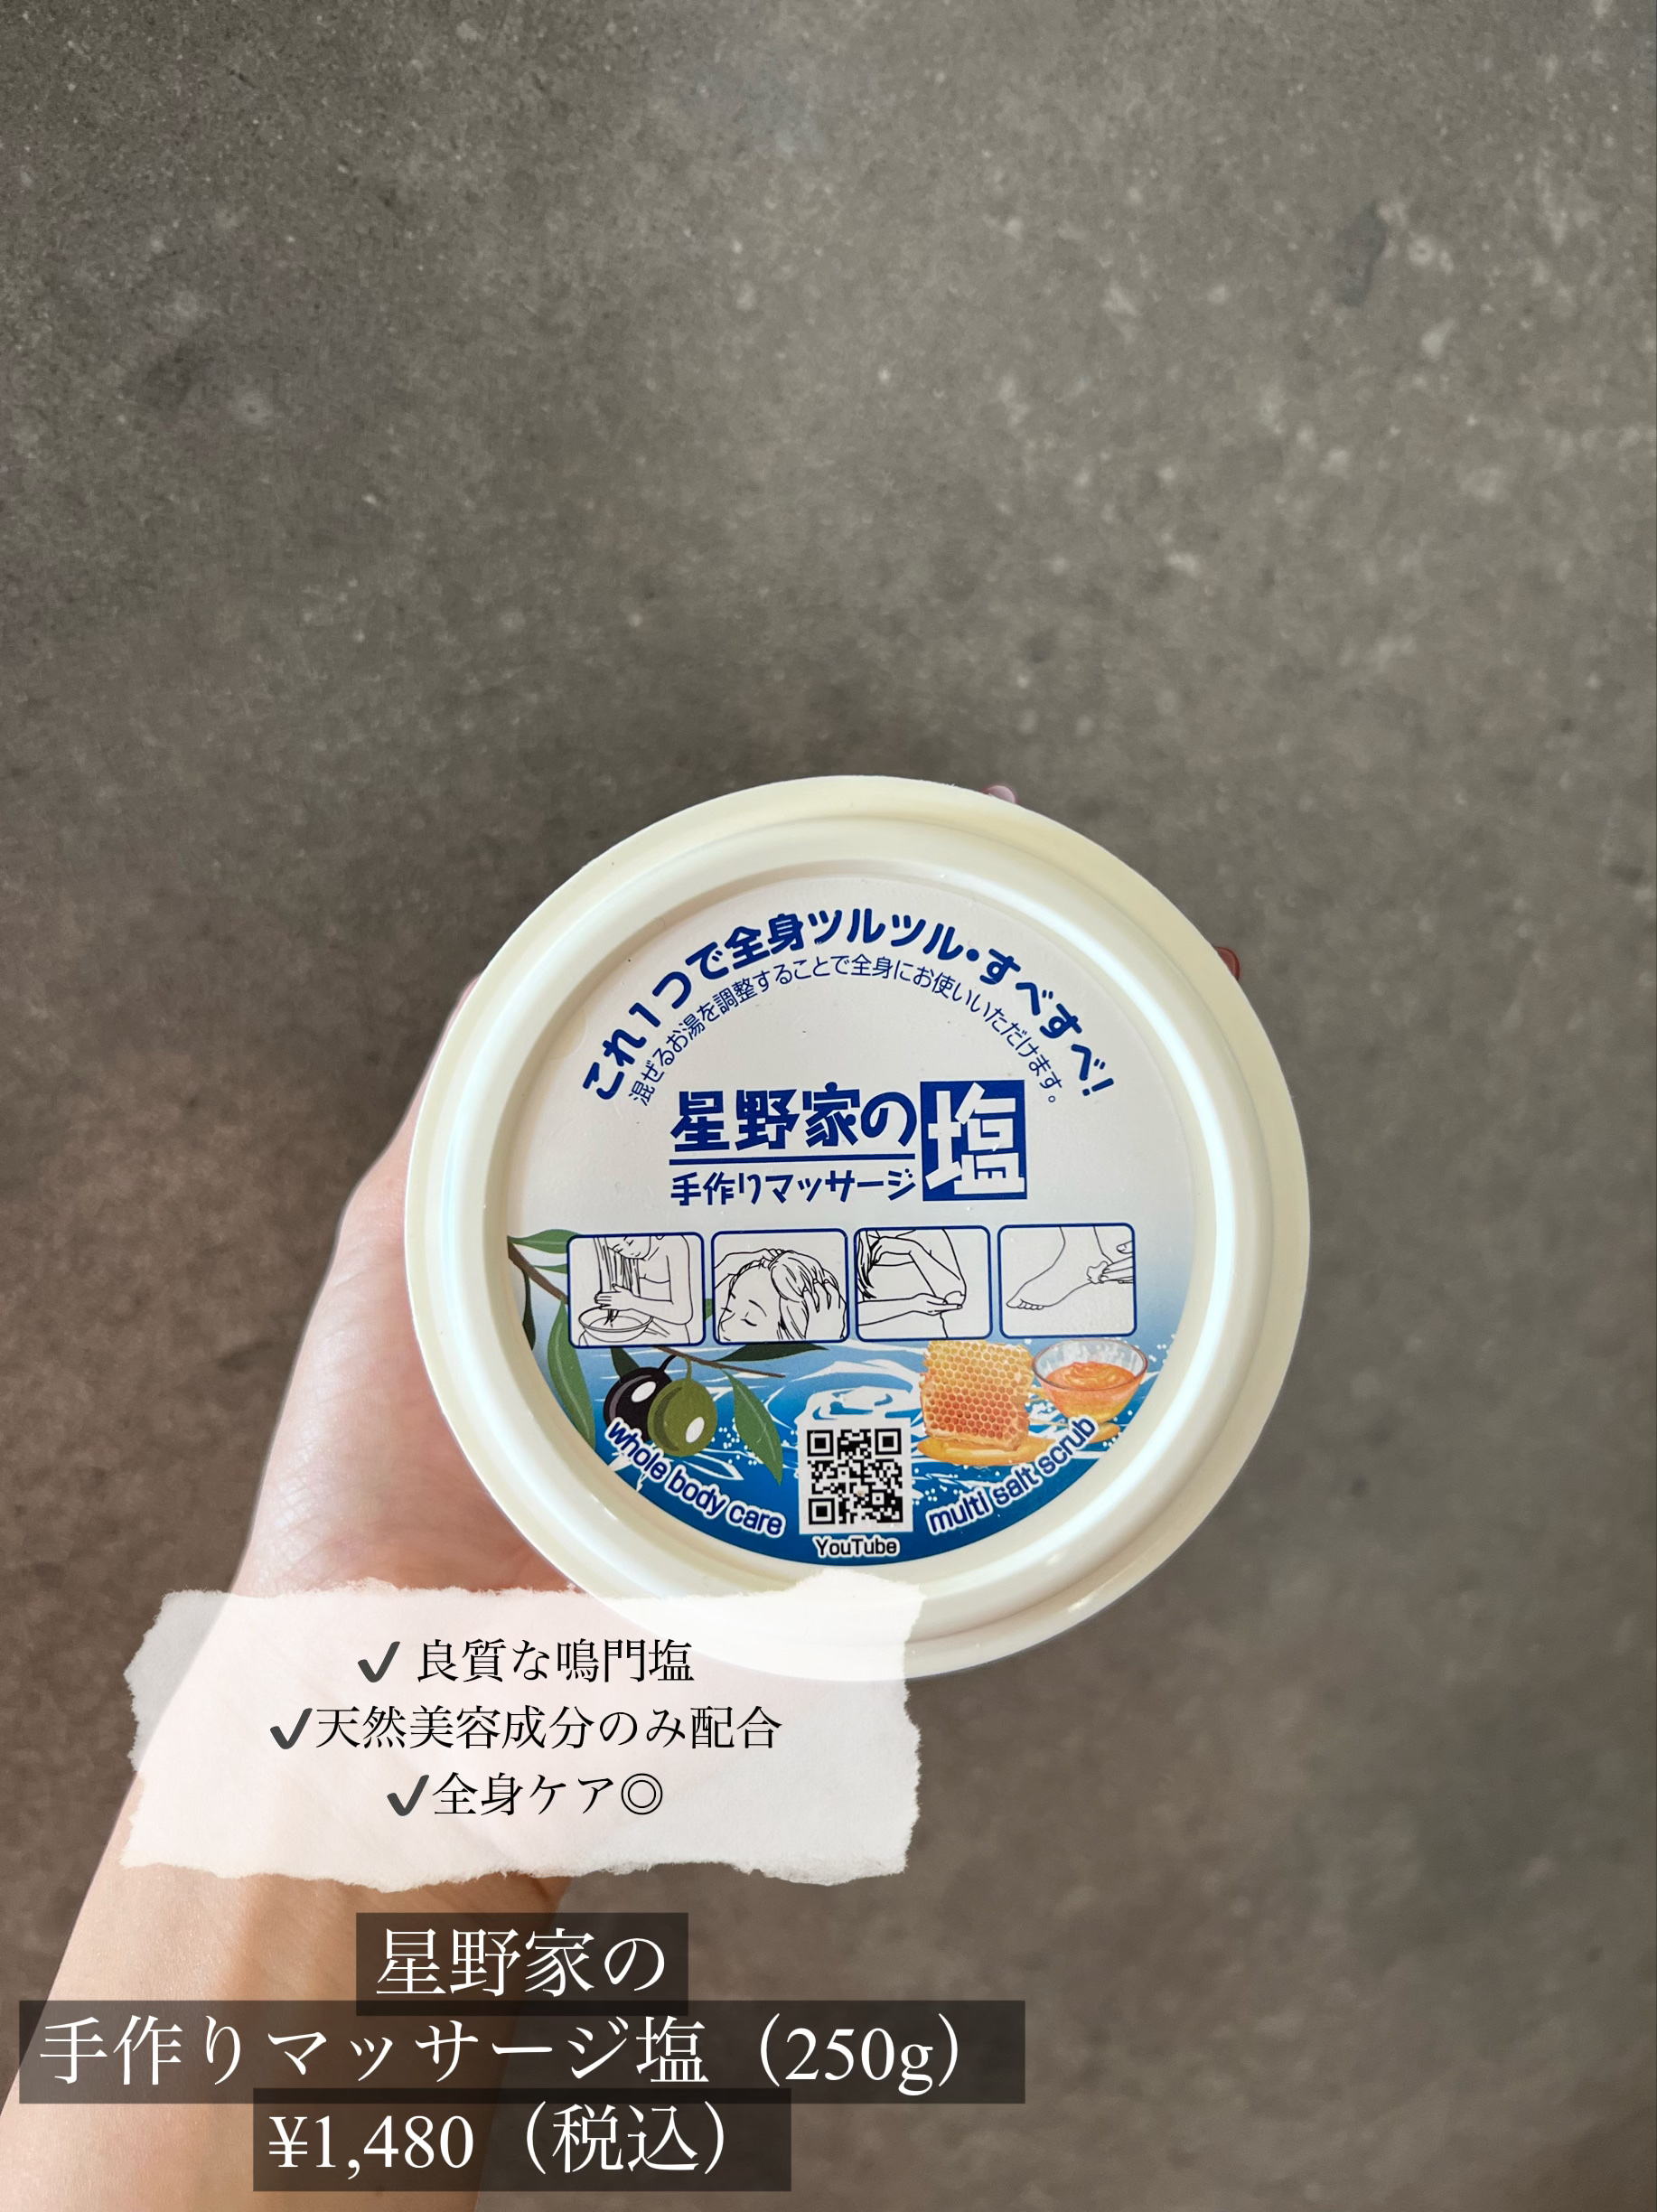 これ1つで全身ツルツル・すべすべ!
混ぜるお湯を調整することで全身にお使いいただけます。
星野家の
手作りマッサージ
塩
whole body care
multi salt scrub
YouTube
✔ 良質な鳴門塩
✔天然美容成分のみ配合
✔全身ケア◎
星野家の
手作りマッサージ塩（250g）
¥1,480（税込）